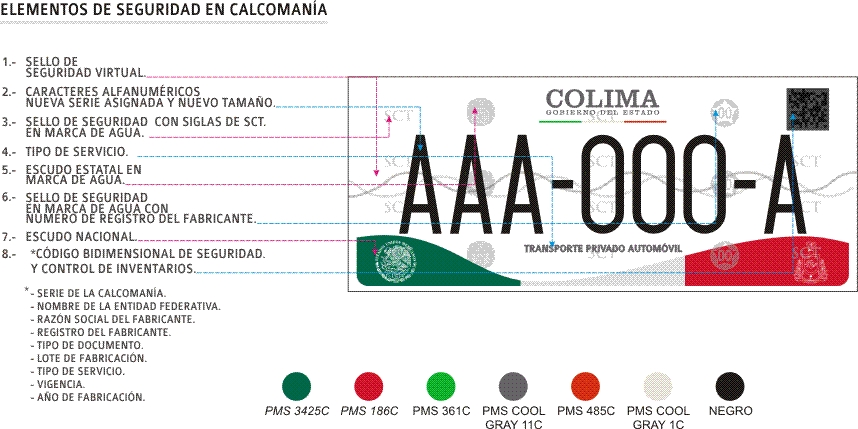 ELEMENTOS DE SEGURIDAD EN CALCOMANÍA
1.- SELLO DE
SEGURIDAD VIRTUAL.
2.- CARACTERES ALFANUMÉRICOS
NUEVA SERIE ASIGNADA Y NUEVO TAMAÑO.
3.- SELLO DE SEGURIDAD CON SIGLAS DE SCT.
EN MARCA DE AGUA.
4.- TIPO DE SERVICIO.
5.- ESCUDO ESTATAL EN
MARCA DE AGUA.
6.- SELLO DE SEGURIDAD
EN MARCA DE AGUA CON
NÚMERO DE REGISTRO DEL FABRICANTE.
7.- ESCUDO NACIONAL.
8.- *CÓDIGO BIDIMENSIONAL DE SEGURIDAD.
Y CONTROL DE INVENTARIOS.
* - SERIE DE LA CALCOMANÍA.
- NOMBRE DE LA ENTIDAD FEDERATIVA.
- RAZÓN SOCIAL DEL FABRICANTE.
- REGISTRO DEL FABRICANTE.
- TIPO DE DOCUMENTO.
- LOTE DE FABRICACIÓN.
- TIPO DE SERVICIO.
- VIGENCIA.
- AÑO DE FABRICACIÓN.
COLIMA
GOBIERNO DEL ESTADO
SCT SCT
00
AAA-000-A
SCT
SCT SCT SCT
TRANSPORTE PRIVADO AUTOMÓVIL
SCT 00 SCT
PMS 3425C PMS 186C PMS 361C PMS COOL GRAY 11C PMS 485C PMS COOL GRAY 1C NEGRO